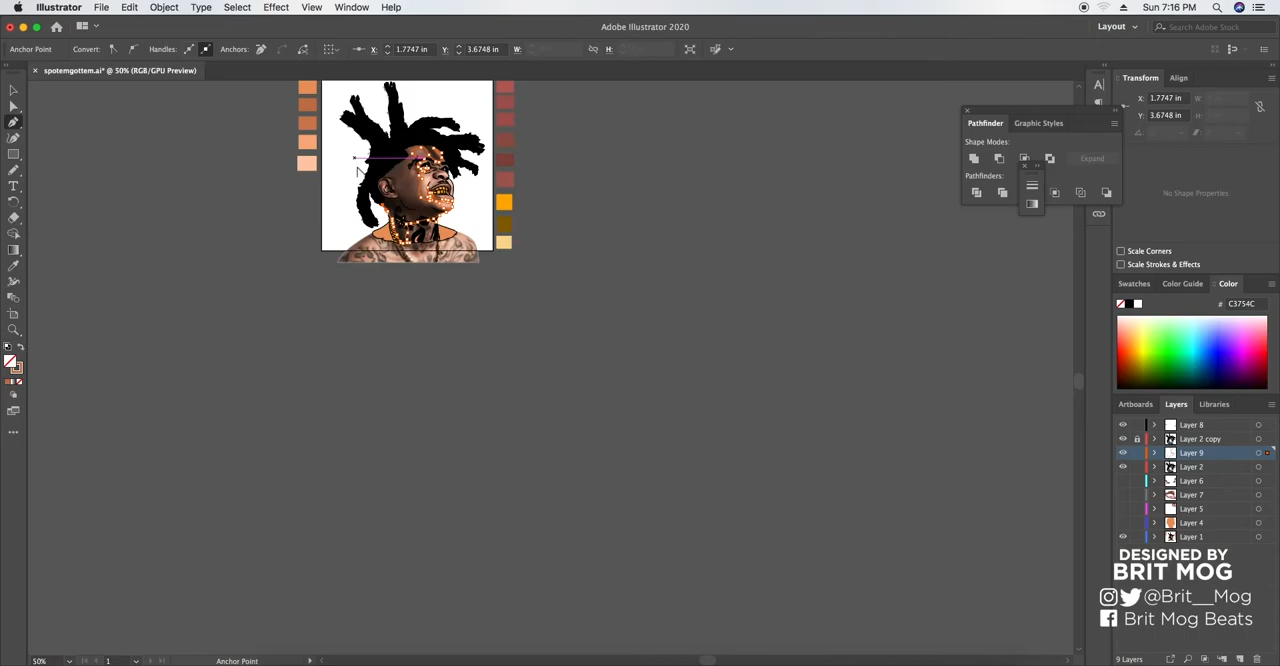 Illustrator File Edit Object Type Select Effect View Window Help Sun 7:16 PM
Adobe Illustrator 2020 Layout Search Adobe Stock
Anchor Point Convert: Handles: Anchors: X: 1.7747 in Y: 3.6748 in W: H:
× spotemgottem.ai* @ 50% (RGB/GPU Preview)
Transform Align
X: 1.7747 in
Y: 3.6748 in
Pathfinder Graphic Styles
Shape Modes:
Expand
Pathfinders:
No Shape Properties.
Scale Corners
Scale Strokes & Effects
Swatches Color Guide Color
# C3754C
Artboards Layers Libraries
Layer 8
Layer 2 copy
Layer 9
Layer 2
Layer 6
Layer 7
Layer 5
Layer 4
Layer 1
DESIGNED BY
BRIT MOG
@Brit__Mog
Brit Mog Beats
50% 1 Anchor Point 9 Layers